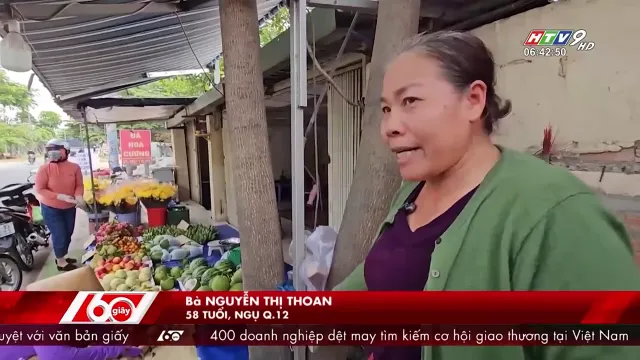 HTV9 HD
06:42:50
NÁ
HOA
CƯƠNG
60 giây
Bà NGUYỄN THỊ THOAN
58 TUỔI, NGỤ Q.12
uyệt với văn bản giấy 60 giây 400 doanh nghiệp dệt may tìm kiếm cơ hội giao thương tại Việt Nam